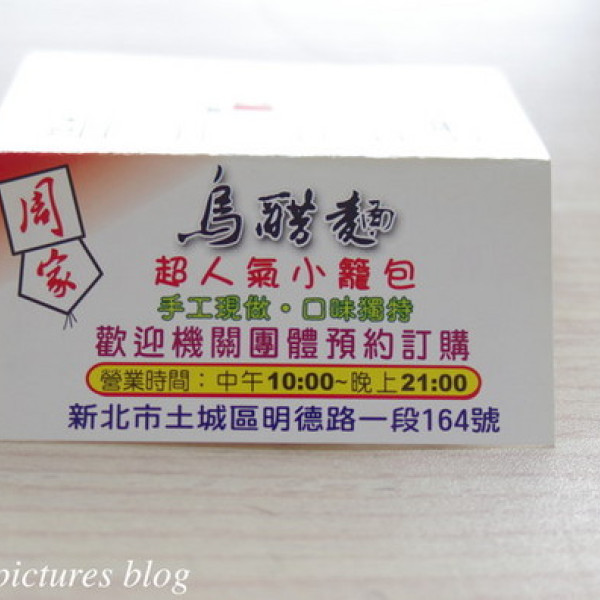 周家
烏醋麵
超人氣小籠包
手工現做・口味獨特
歡迎機關團體預約訂購
營業時間：中午10:00~晚上21:00
新北市土城區明德路一段164號
pictures blog